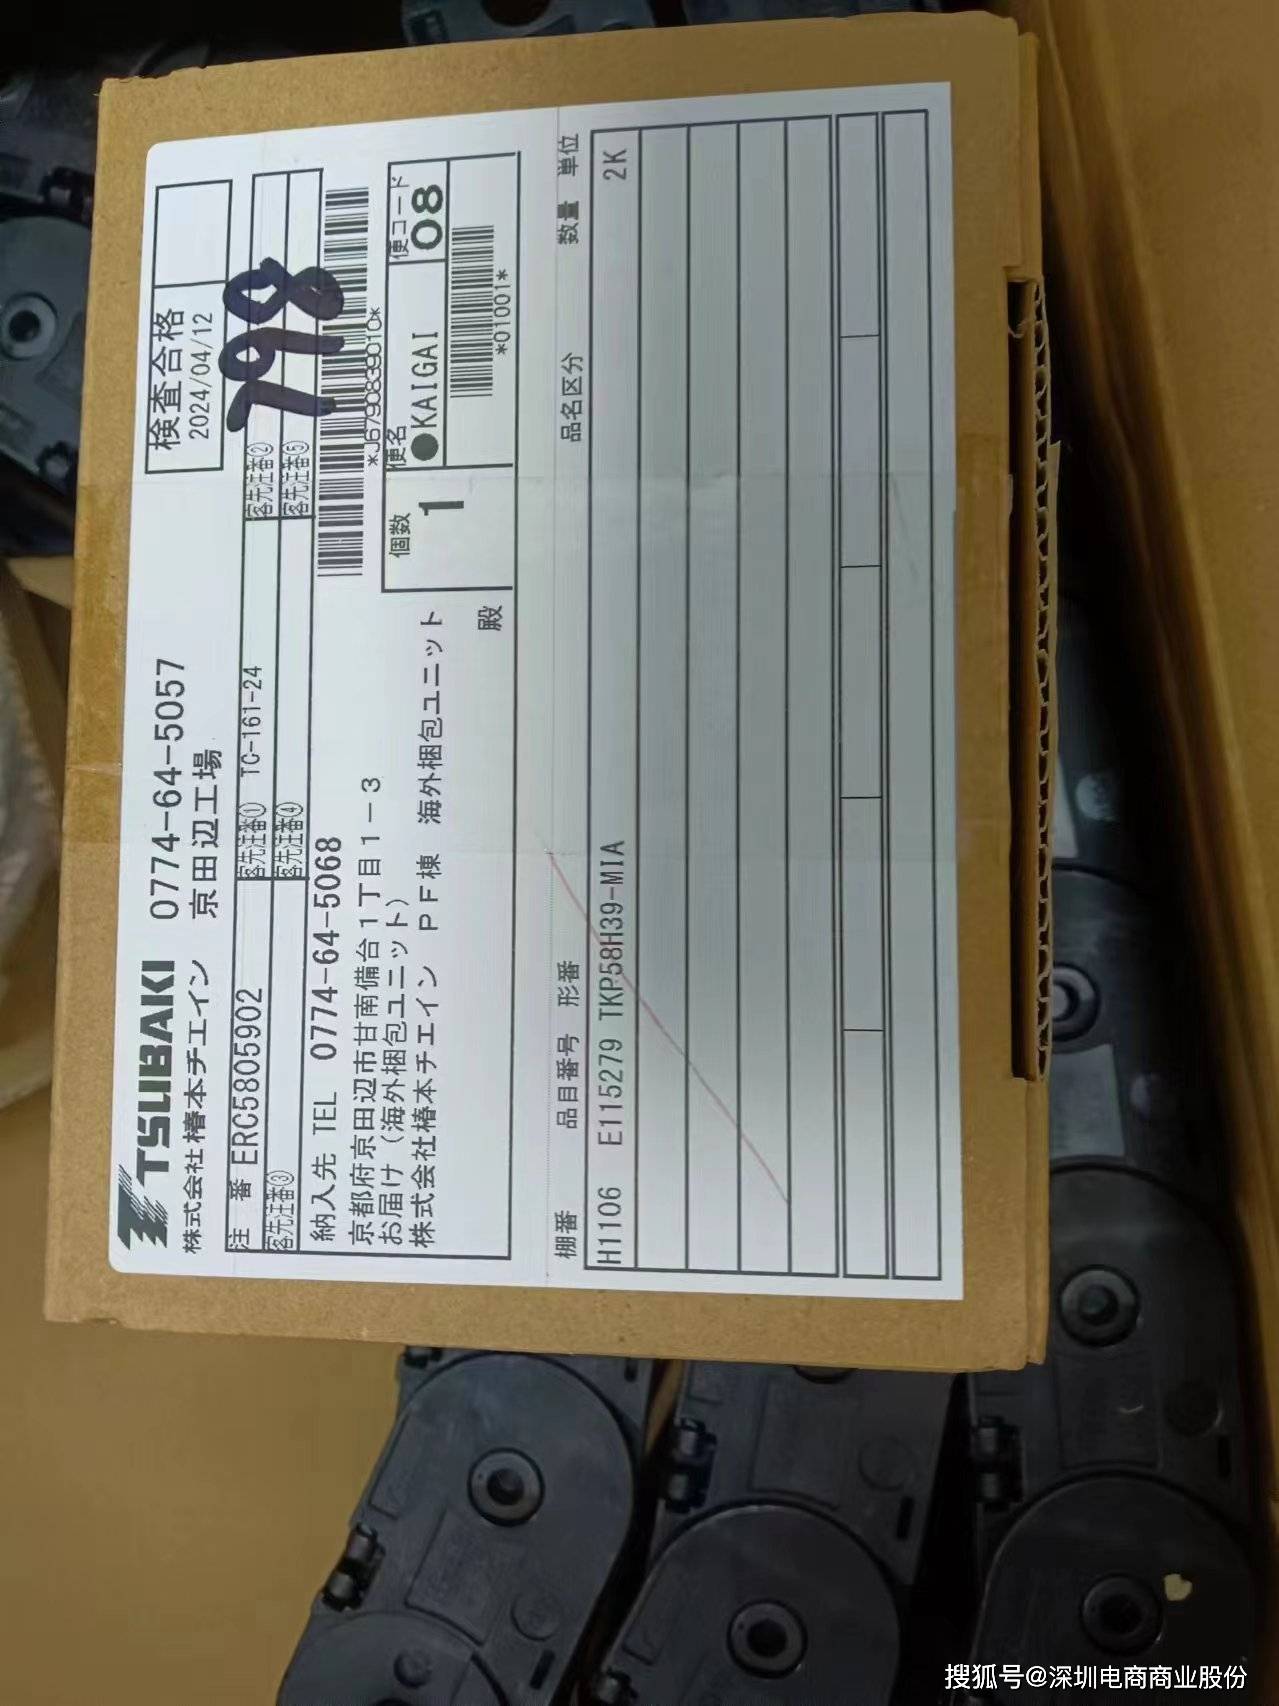 TSUBAKI 0774-64-5057
株式会社 椿本チエイン 京田辺工場
検査合格
2024/04/12
798
注 番 ERC5805902 客先注番① TC-161-24 客先注番②
客先注番③ 客先注番④ 客先注番⑤
納入先 TEL 0774-64-5068
*J679083901C*
京都府京田辺市甘南備台1丁目1-3
お届け(海外梱包ユニット)
株式会社椿本チエイン PF棟 海外梱包ユニット
殿
個数 便名 便コード
1 ●KAIGAI 08
*01001*
棚番 品目番号 形番 品名区分 数量 単位
H1106 E115279 TKP58H39-MIA 2K
搜狐号@深圳电商商业股份